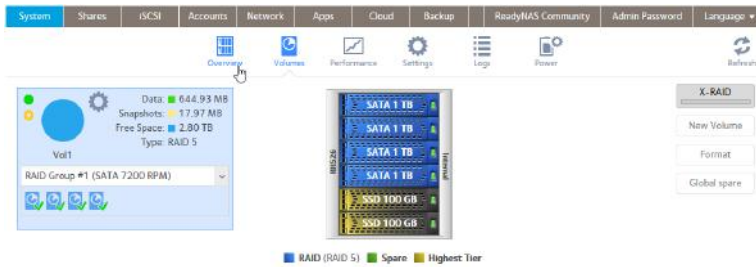 System Shares iSCSI Accounts Network Apps Cloud Backup ReadyNAS Community Admin Password Language
Overview Volumes Performance Settings Logs Power Refresh
Data: 644.93 MB
Snapshots: 17.97 MB
Free Space: 2.80 TB
Type: RAID 5
Vol1
RAID Group #1 (SATA 7200 RPM)
SATA 1 TB
SATA 1 TB
SATA 1 TB
SATA 1 TB
SSD 100 GB
SSD 100 GB
Internal
RAID (RAID 5) Spare Highest Tier
X-RAID
New Volume
Format
Global spare